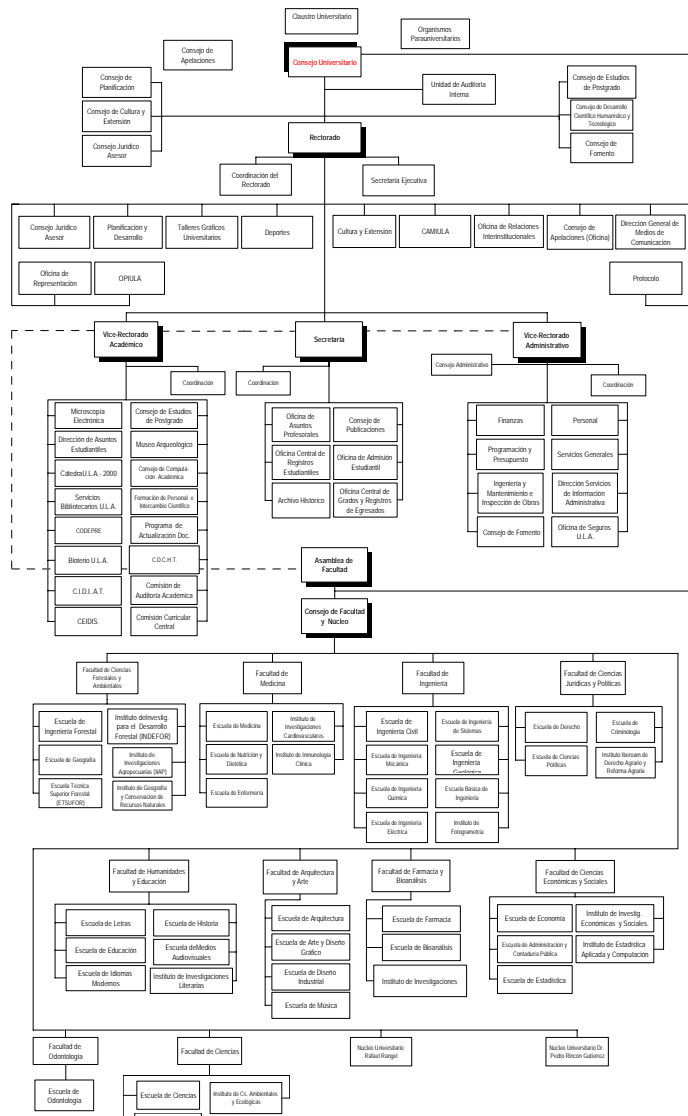 Claustro Universitario
Organismos
Parauniversitarios
Consejo de
Apelaciones
Consejo Universitario
Unidad de Auditoría
Interna
Consejo de
Planificación
Consejo de Cultura y
Extensión
Consejo Jurídico
Asesor
Consejo de Estudios
de Postgrado
Consejo de Desarrollo
Científico Humanístico y
Técnológico
Consejo de
Fomento
Rectorado
Coordinación del
Rectorado
Secretaría Ejecutiva
Consejo Jurídico
Asesor
Planificación y
Desarrollo
Talleres Gráficos
Universitarios
Deportes
Cultura y Extensión
CAMIULA
Oficina de Relaciones
Interinstitucionales
Consejo de
Apelaciones (Oficina)
Dirección General de
Medios de
Comunicación
Oficina de
Representación
OPIULA
Protocolo
Vice-Rectorado
Académico
Secretaría
Vice-Rectorado
Administrativo
Coordinación
Coordinación
Consejo Administrativo
Coordinación
Microscopía
Electrónica
Consejo de Estudios
de Postgrado
Dirección de Asuntos
Estudiantiles
Museo Arqueológico
CatedraU.L.A.- 2000
Consejo de Computa-
ción Académica
Servicios
Bibliotecarios U.L.A.
Formación de Personal e
Intercambio Científico
CODEPRE
Programa de
Actualización Doc.
Bioterio U.L.A.
C.D.C.H.T.
C.I.D.I..A.T.
Comisión de
Auditoría Académica
CEIDIS.
Comisión Curricular
Central
Oficina de
Asuntos
Profesorales
Consejo de
Publicaciones
Oficina Central de
Registros
Estudiantiles
Oficina de Admisión
Estudiantil
Archivo Histórico
Oficina Central de
Grados y Registros
de Egresados
Finanzas
Personal
Programación y
Presupuesto
Servicios Generales
Ingeniería y
Mantenimiento e
Inspección de Obras
Dirección Servicios
de Información
Administrativa
Consejo de Fomento
Oficina de Seguros
U.L.A.
Asamblea de
Facultad
Consejo de Facultad
y Núcleo
Facultad de Ciencias
Forestales y
Ambientales
Facultad de
Medicina
Facultad de
Ingeniería
Facultad de Ciencias
Jurídicas y Políticas
Escuela de
Ingeniería Forestal
Instituto deInvestig.
para el Desarrollo
Forestal (INDEFOR)
Escuela de Geografía
Instituto de
Investigaciones
Agropecuarias (IIAP)
Escuela Técnica
Superior Forestal
(ETSUFOR)
Instituto de Geografía
y Conservación de
Recursos Naturales
Escuela de Medicina
Instituto de
Investigaciones
Cardiovasculares
Escuela de Nutrición y
Dietética
Instituto de Inmunología
Clínica
Escuela de Enfermería
Escuela de
Ingeniería Civil
Escuela de Ingeniería
de Sistemas
Escuela de Ingeniería
Mecánica
Escuela de
Ingeniería
Geológica
Escuela de Ingeniería
Química
Escuela Básica de
Ingeniería
Escuela de Ingeniería
Eléctrica
Instituto de
Fotogrametría
Escuela de Derecho
Escuela de
Criminología
Escuela de Ciencias
Políticas
Instituto Iberoam.de
Derecho Agrario y
Reforma Agraria
Facultad de Humanidades
y Educación
Facultad de Arquitectura
y Arte
Facultad de Farmacia y
Bioanálisis
Facultad de Ciencias
Económicas y Sociales
Escuela de Letras
Escuela de Historia
Escuela de Educación
Escuela deMedios
Audiovisuales
Escuela de Idiomas
Modernos
Instituto de Investigaciones
Literarias
Escuela de Arquitectura
Escuela de Arte y Diseño
Gráfico
Escuela de Diseño
Industrial
Escuela de Música
Escuela de Farmacia
Escuela de Bioanálisis
Instituto de Investigaciones
Escuela de Economía
Instituto de Investig.
Económicas y Sociales.
Escuela de Administración y
Contaduría Pública
Instituto de Estadística
Aplicada y Computación
Escuela de Estadística
Facultad de
Odontología
Facultad de Ciencias
Núcleo Universitario
Rafael Rangel
Núcleo Universitario Dr.
Pedro Rincón Gutierrez
Escuela de
Odontología
Escuela de Ciencias
Instituto de Cs. Ambientales
y Ecológicas